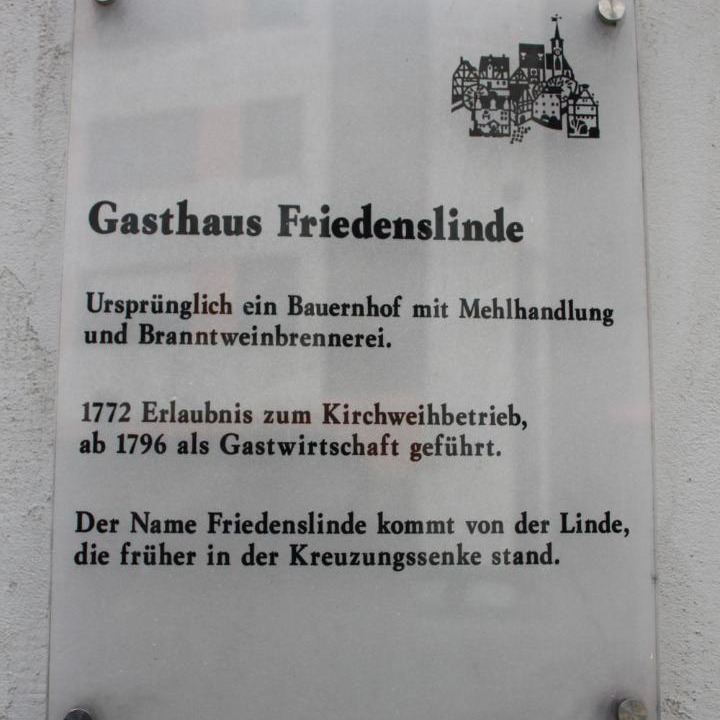 Gasthaus Friedenslinde
Ursprünglich ein Bauernhof mit Mehlhandlung
und Branntweinbrennerei.
1772 Erlaubnis zum Kirchweihbetrieb,
ab 1796 als Gastwirtschaft geführt.
Der Name Friedenslinde kommt von der Linde,
die früher in der Kreuzungssenke stand.